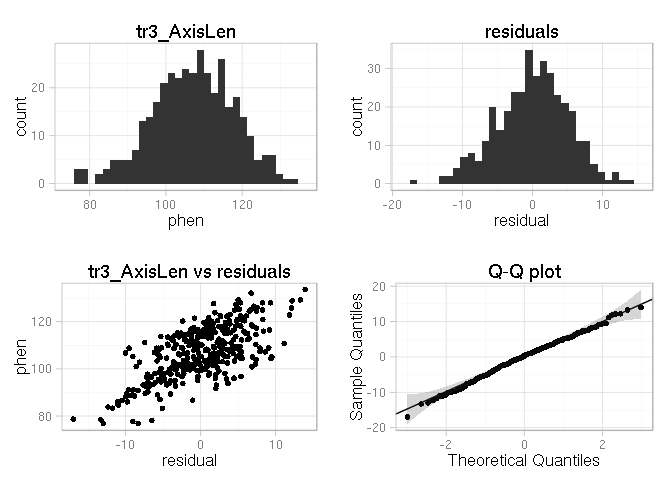 tr3_AxisLen
count
20
10
0
80
100
120
phen
residuals
count
30
20
10
0
-20
-10
0
10
residual
tr3_AxisLen vs residuals
phen
120
100
80
-10
0
10
residual
Q-Q plot
Sample Quantiles
20
10
0
-10
-20
-2
0
2
Theoretical Quantiles